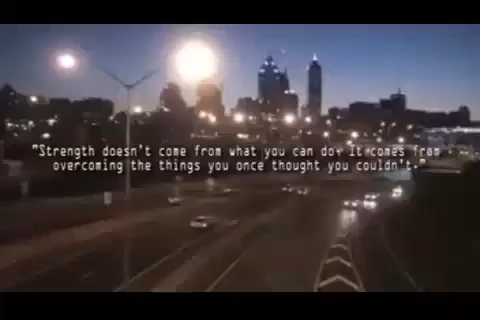 "Strength doesn't come from what you can do. It comes from
overcoming the things you once thought you couldn't."